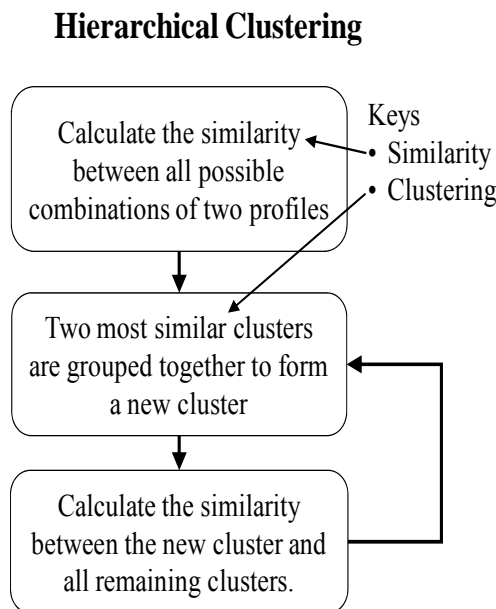 Hierarchical Clustering
Calculate the similarity
between all possible
combinations of two profiles
Keys
• Similarity
• Clustering
Two most similar clusters
are grouped together to form
a new cluster
Calculate the similarity
between the new cluster and
all remaining clusters.